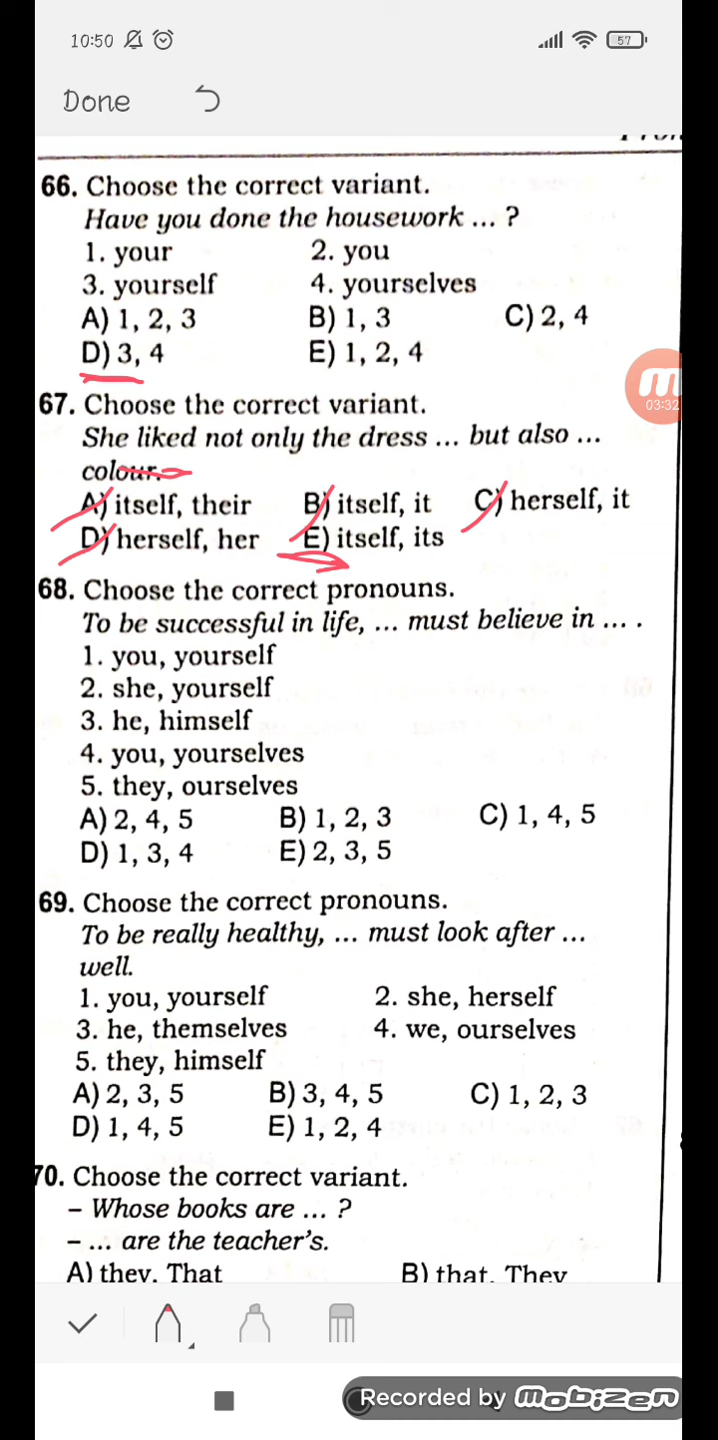 10:50
57
Done
66. Choose the correct variant.
Have you done the housework ... ?
1. your 2. you
3. yourself 4. yourselves
A) 1, 2, 3 B) 1, 3 C) 2, 4
D) 3, 4 E) 1, 2, 4
03:32
67. Choose the correct variant.
She liked not only the dress ... but also ...
colour.
A) itself, their B) itself, it C) herself, it
D) herself, her E) itself, its
68. Choose the correct pronouns.
To be successful in life, ... must believe in ... .
1. you, yourself
2. she, yourself
3. he, himself
4. you, yourselves
5. they, ourselves
A) 2, 4, 5 B) 1, 2, 3 C) 1, 4, 5
D) 1, 3, 4 E) 2, 3, 5
69. Choose the correct pronouns.
To be really healthy, ... must look after ...
well.
1. you, yourself 2. she, herself
3. he, themselves 4. we, ourselves
5. they, himself
A) 2, 3, 5 B) 3, 4, 5 C) 1, 2, 3
D) 1, 4, 5 E) 1, 2, 4
70. Choose the correct variant.
– Whose books are ... ?
– ... are the teacher's.
A) they, That B) that, They
Recorded by mobizen